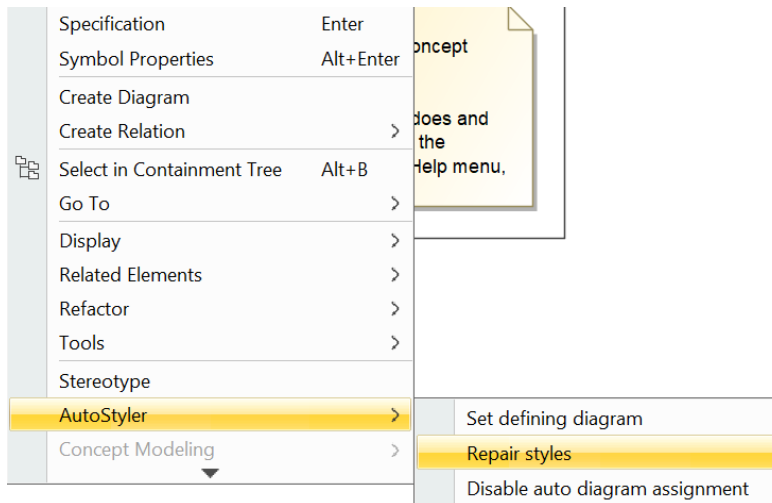 Specification Enter
Symbol Properties Alt+Enter
Create Diagram
Create Relation
Select in Containment Tree Alt+B
Go To
Display
Related Elements
Refactor
Tools
Stereotype
AutoStyler
Concept Modeling
oncept
does and
the
Help menu,
Set defining diagram
Repair styles
Disable auto diagram assignment